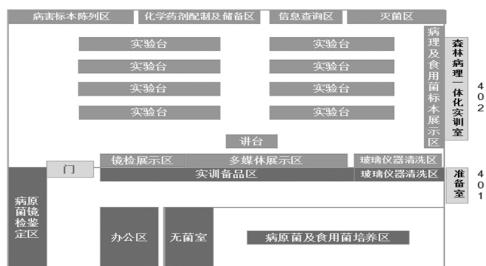 病害标本陈列区
化学药剂配制及储备区
信息查询区
灭菌区
实验台
实验台
实验台
实验台
实验台
实验台
实验台
实验台
病理及食用菌标本展示区
森林病理一体化实训室
402
讲台
镜检展示区
多媒体展示区
玻璃仪器清洗区
门
实训备品区
玻璃仪器清洗区
准备室
401
病原菌镜检鉴定区
办公区
无菌室
病原菌及食用菌培养区